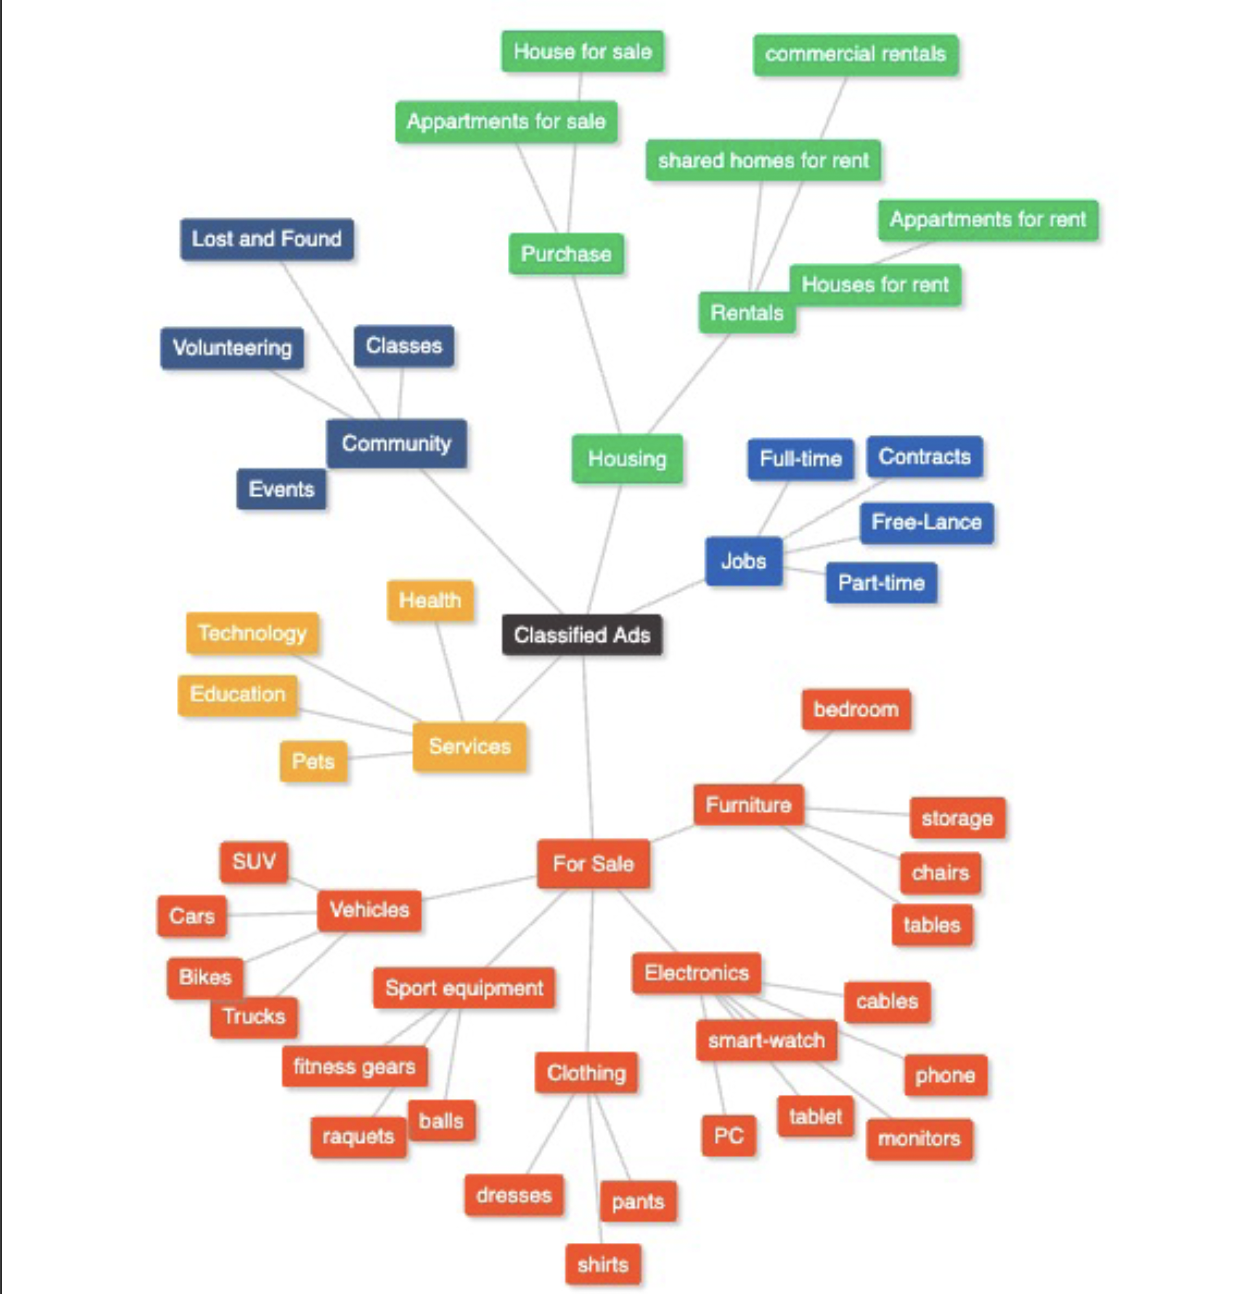 House for sale
commercial rentals
Appartments for sale
shared homes for rent
Appartments for rent
Lost and Found
Purchase
Houses for rent
Rentals
Volunteering
Classes
Community
Housing
Full-time
Contracts
Events
Free-Lance
Jobs
Part-time
Health
Technology
Classified Ads
Education
bedroom
Services
Pets
Furniture
storage
SUV
For Sale
chairs
Cars
Vehicles
tables
Bikes
Electronics
Sport equipment
cables
Trucks
smart-watch
fitness gears
Clothing
phone
balls
tablet
raquets
PC
monitors
dresses
pants
shirts